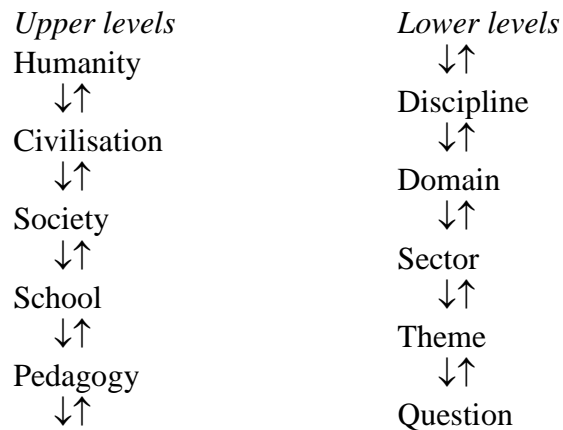 Upper levels
Humanity
↓↑
Civilisation
↓↑
Society
↓↑
School
↓↑
Pedagogy
↓↑
Lower levels
↓↑
Discipline
↓↑
Domain
↓↑
Sector
↓↑
Theme
↓↑
Question